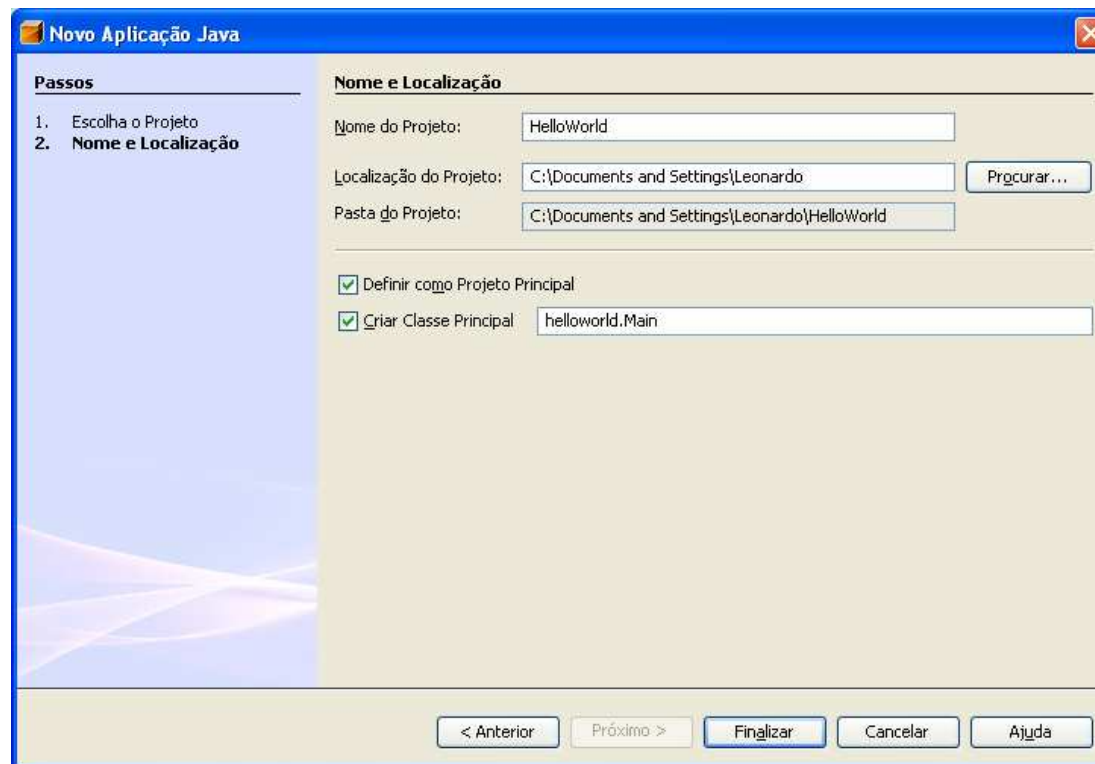 Novo Aplicação Java
Passos
1. Escolha o Projeto
2. Nome e Localização
Nome e Localização
Nome do Projeto: HelloWorld
Localização do Projeto: C:\Documents and Settings\Leonardo Procurar...
Pasta do Projeto: C:\Documents and Settings\Leonardo\HelloWorld
Definir como Projeto Principal
Criar Classe Principal helloworld.Main
< Anterior Próximo > Finalizar Cancelar Ajuda